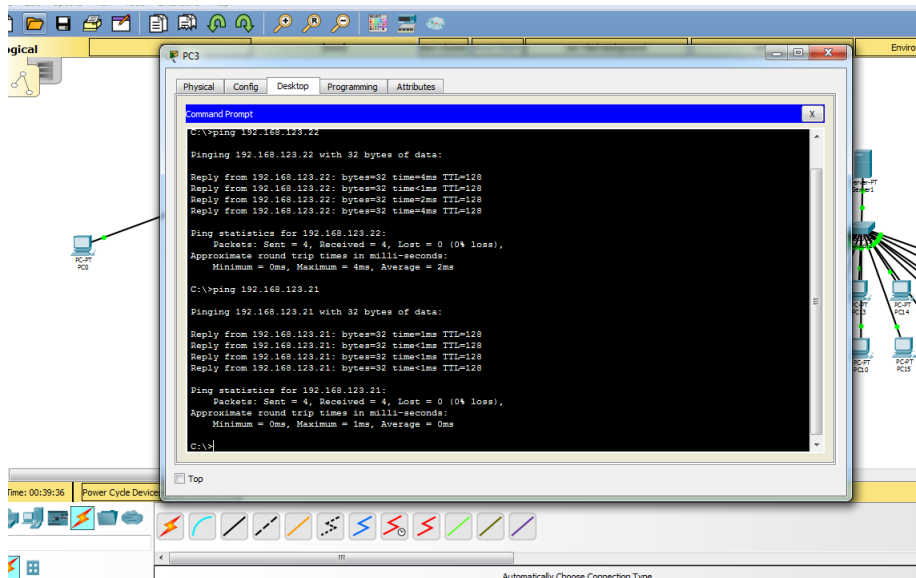 ogical
Enviro
PC3
Physical Config Desktop Programming Attributes
Command Prompt
X
C:\>ping 192.168.123.22
Pinging 192.168.123.22 with 32 bytes of data:
Reply from 192.168.123.22: bytes=32 time=4ms TTL=128
Reply from 192.168.123.22: bytes=32 time<1ms TTL=128
Reply from 192.168.123.22: bytes=32 time=2ms TTL=128
Reply from 192.168.123.22: bytes=32 time=4ms TTL=128
Ping statistics for 192.168.123.22:
Packets: Sent = 4, Received = 4, Lost = 0 (0% loss),
Approximate round trip times in milli-seconds:
Minimum = 0ms, Maximum = 4ms, Average = 2ms
C:\>ping 192.168.123.21
Pinging 192.168.123.21 with 32 bytes of data:
Reply from 192.168.123.21: bytes=32 time=1ms TTL=128
Reply from 192.168.123.21: bytes=32 time<1ms TTL=128
Reply from 192.168.123.21: bytes=32 time<1ms TTL=128
Reply from 192.168.123.21: bytes=32 time<1ms TTL=128
Ping statistics for 192.168.123.21:
Packets: Sent = 4, Received = 4, Lost = 0 (0% loss),
Approximate round trip times in milli-seconds:
Minimum = 0ms, Maximum = 1ms, Average = 0ms
C:\>
Top
PC-PT
PC0
PC-PT
PC14
PC-PT
PC10
PC-PT
PC15
Time: 00:39:36
Power Cycle Device
Automatically Choose Connection Type